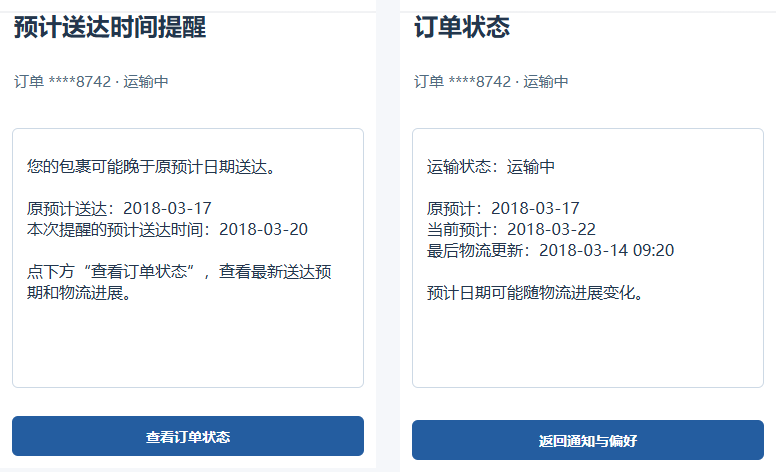 预计送达时间提醒
订单 ****8742 · 运输中
您的包裹可能晚于原预计日期送达。
原预计送达：2018-03-17
本次提醒的预计送达时间：2018-03-20
点下方“查看订单状态”，查看最新送达预
期和物流进展。
查看订单状态
订单状态
订单 ****8742 · 运输中
运输状态：运输中
原预计：2018-03-17
当前预计：2018-03-22
最后物流更新：2018-03-14 09:20
预计日期可能随物流进展变化。
返回通知与偏好